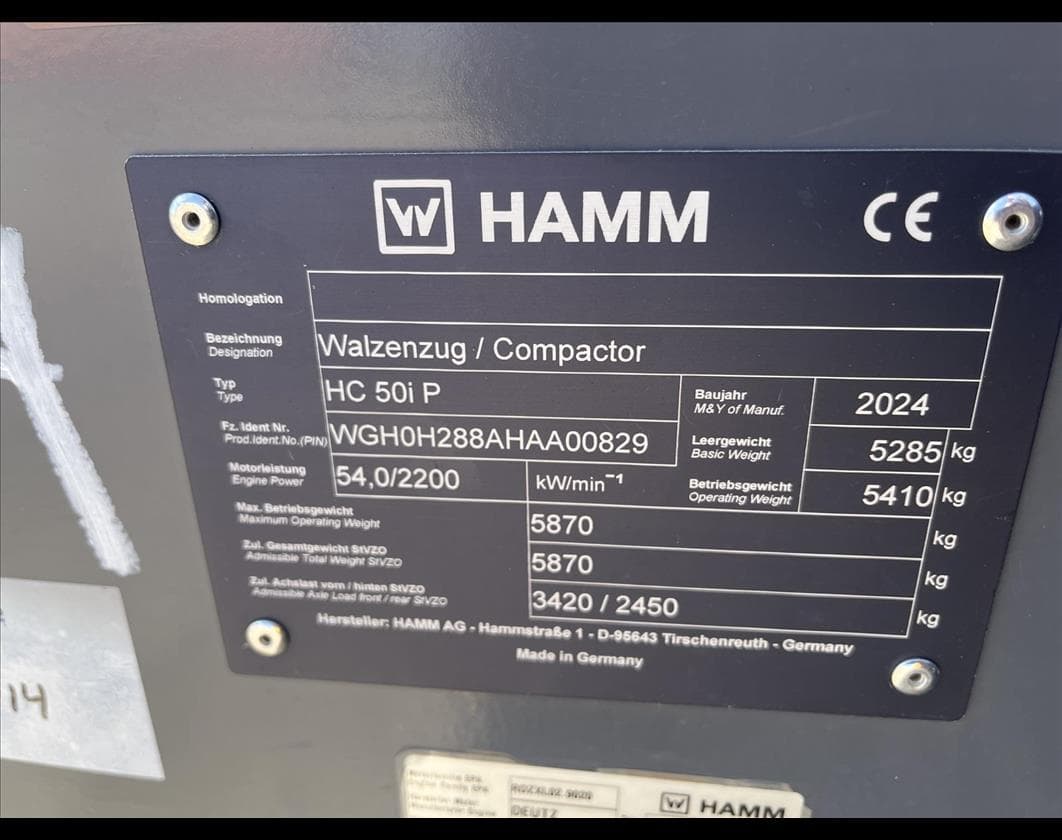 HAMM CE
Homologation
Bezeichnung
Designation
Walzenzug / Compactor
Typ
Type
HC 50i P
Baujahr
M&Y of Manuf.
2024
Fz. Ident Nr.
Prod.Ident.No.(PIN)
WGH0H288AHAA00829
Leergewicht
Basic Weight
5285 kg
Motorleistung
Engine Power
54,0/2200
kW/min⁻¹
Betriebsgewicht
Operating Weight
5410 kg
Max. Betriebsgewicht
Maximum Operating Weight
5870 kg
Zul. Gesamtgewicht StVZO
Admissible Total Weight StVZO
5870 kg
Zul. Achslast vorn / hinten StVZO
Admissible Axle Load front / rear StVZO
3420 / 2450 kg
Hersteller: HAMM AG - Hammstraße 1 - D-95643 Tirschenreuth - Germany
Made in Germany
14
HAMM
DEUTZ